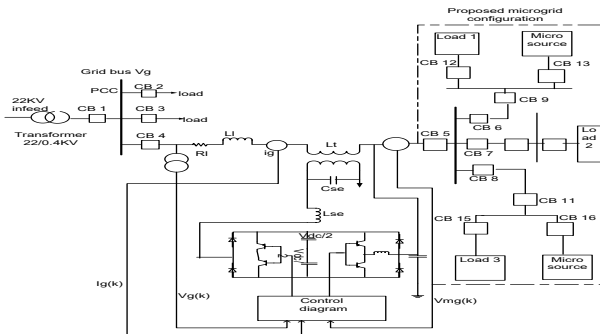 Proposed microgrid
configuration
Load 1
Micro
source
CB 12
CB 13
Grid bus Vg
PCC
CB 2
load
22KV
infeed
CB 1
CB 3
load
CB 9
CB 6
Transformer
22/0.4KV
CB 4
Rl
Ll
ig
Lt
CB 5
CB 7
Lo
ad
2
Cse
CB 8
Lse
CB 11
CB 15
CB 16
Vdc/2
Load 3
Micro
source
Ig(k)
Vg(k)
Control
diagram
Vmg(k)